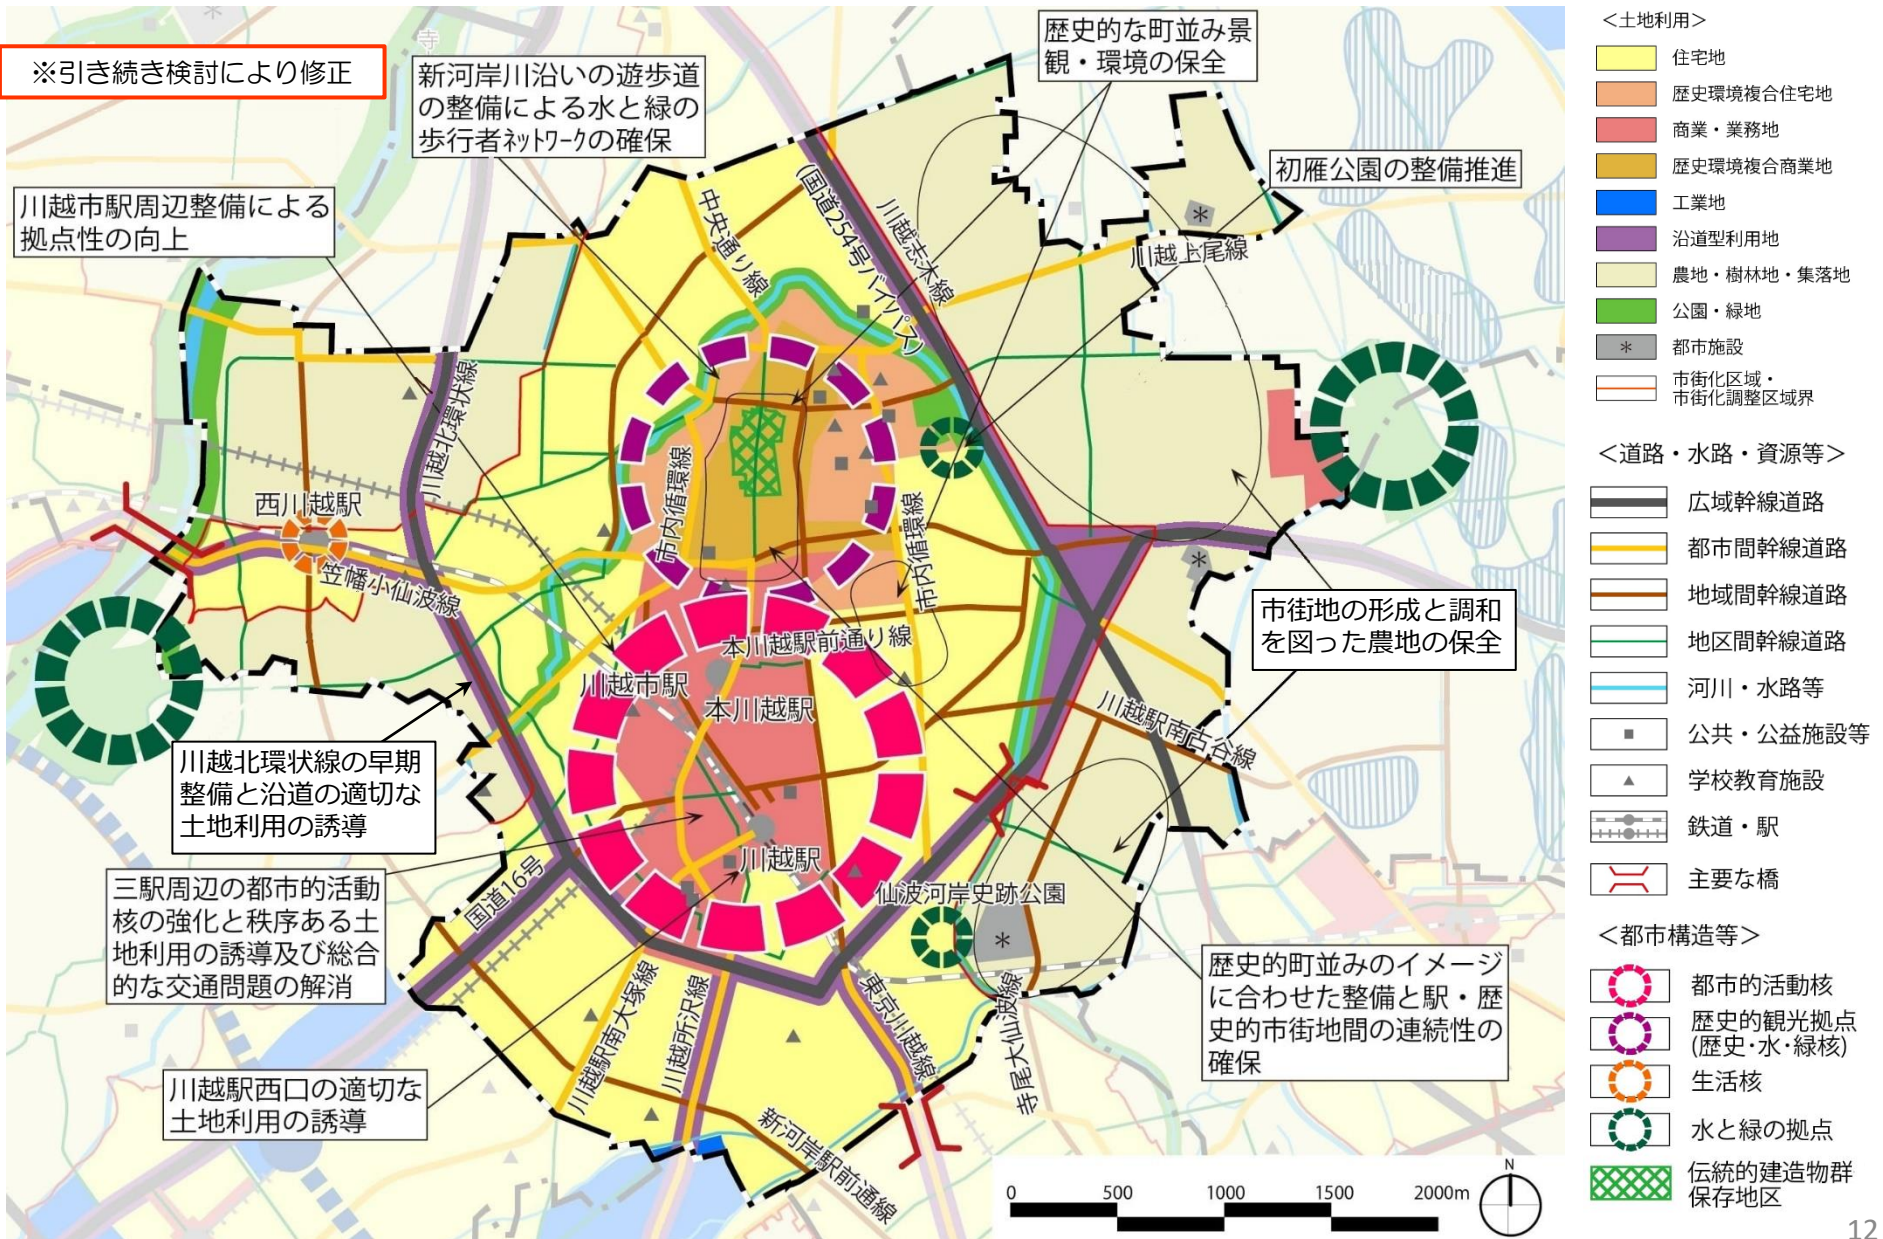 ※引き続き検討により修正
新河岸川沿いの遊歩道
の整備による水と緑の
歩行者ﾈｯﾄﾜｰｸの確保
歴史的な町並み景
観・環境の保全
初雁公園の整備推進
川越市駅周辺整備による
拠点性の向上
寺
中央通り線
(国道254号バイパス)
川越志木線
川越上尾線
川越北環状線
西川越駅
笠幡小仙波線
市内循環線
市内循環線
本川越駅前通り線
川越市駅
本川越駅
市街地の形成と調和
を図った農地の保全
川越駅南古谷線
川越北環状線の早期
整備と沿道の適切な
土地利用の誘導
川越駅
三駅周辺の都市的活動
核の強化と秩序ある土
地利用の誘導及び総合
的な交通問題の解消
国道16号
仙波河岸史跡公園
歴史的町並みのイメージ
に合わせた整備と駅・歴
史的市街地間の連続性の
確保
川越駅南大塚線
川越所沢線
東京川越線
寺尾大仙波線
川越駅西口の適切な
土地利用の誘導
新河岸駅前通線
0 500 1000 1500 2000m
N
＜土地利用＞
住宅地
歴史環境複合住宅地
商業・業務地
歴史環境複合商業地
工業地
沿道型利用地
農地・樹林地・集落地
公園・緑地
＊ 都市施設
市街化区域・
市街化調整区域界
＜道路・水路・資源等＞
広域幹線道路
都市間幹線道路
地域間幹線道路
地区間幹線道路
河川・水路等
公共・公益施設等
学校教育施設
鉄道・駅
主要な橋
＜都市構造等＞
都市的活動核
歴史的観光拠点
(歴史･水･緑核)
生活核
水と緑の拠点
伝統的建造物群
保存地区
12